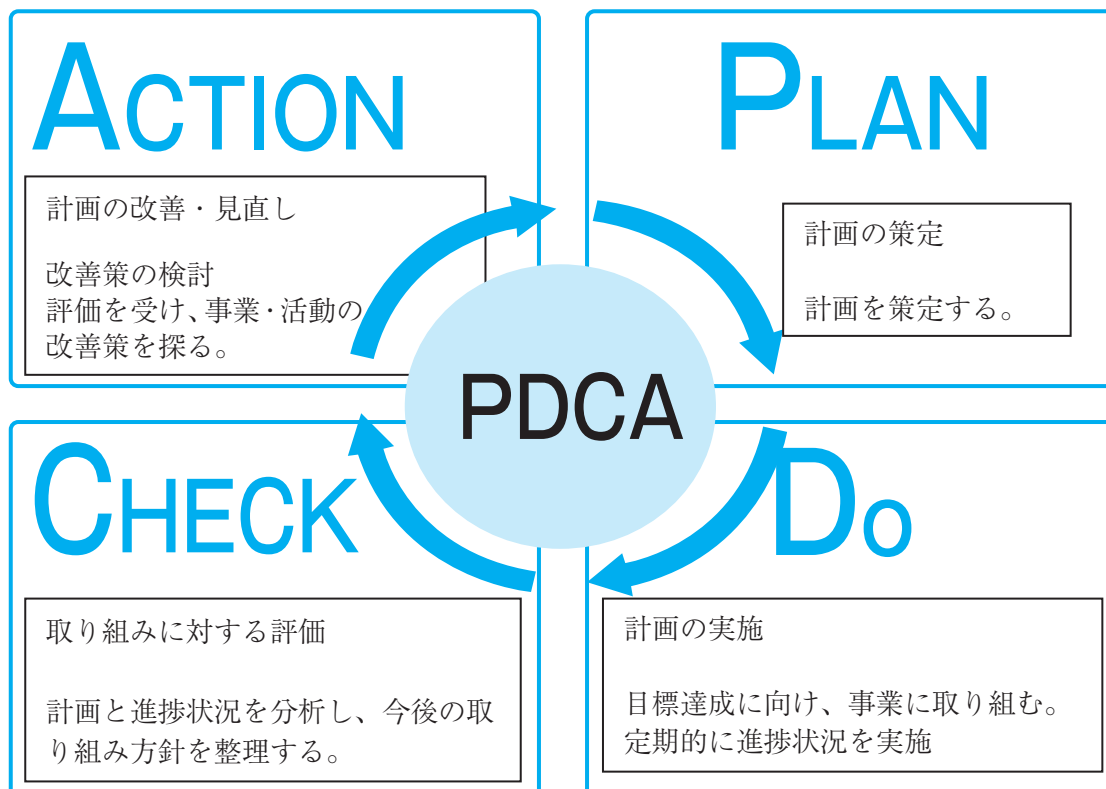 ACTION
計画の改善・見直し
改善策の検討
評価を受け、事業・活動の
改善策を探る。
PLAN
計画の策定
計画を策定する。
PDCA
CHECK
取り組みに対する評価
計画と進捗状況を分析し、今後の取
り組み方針を整理する。
Do
計画の実施
目標達成に向け、事業に取り組む。
定期的に進捗状況を実施